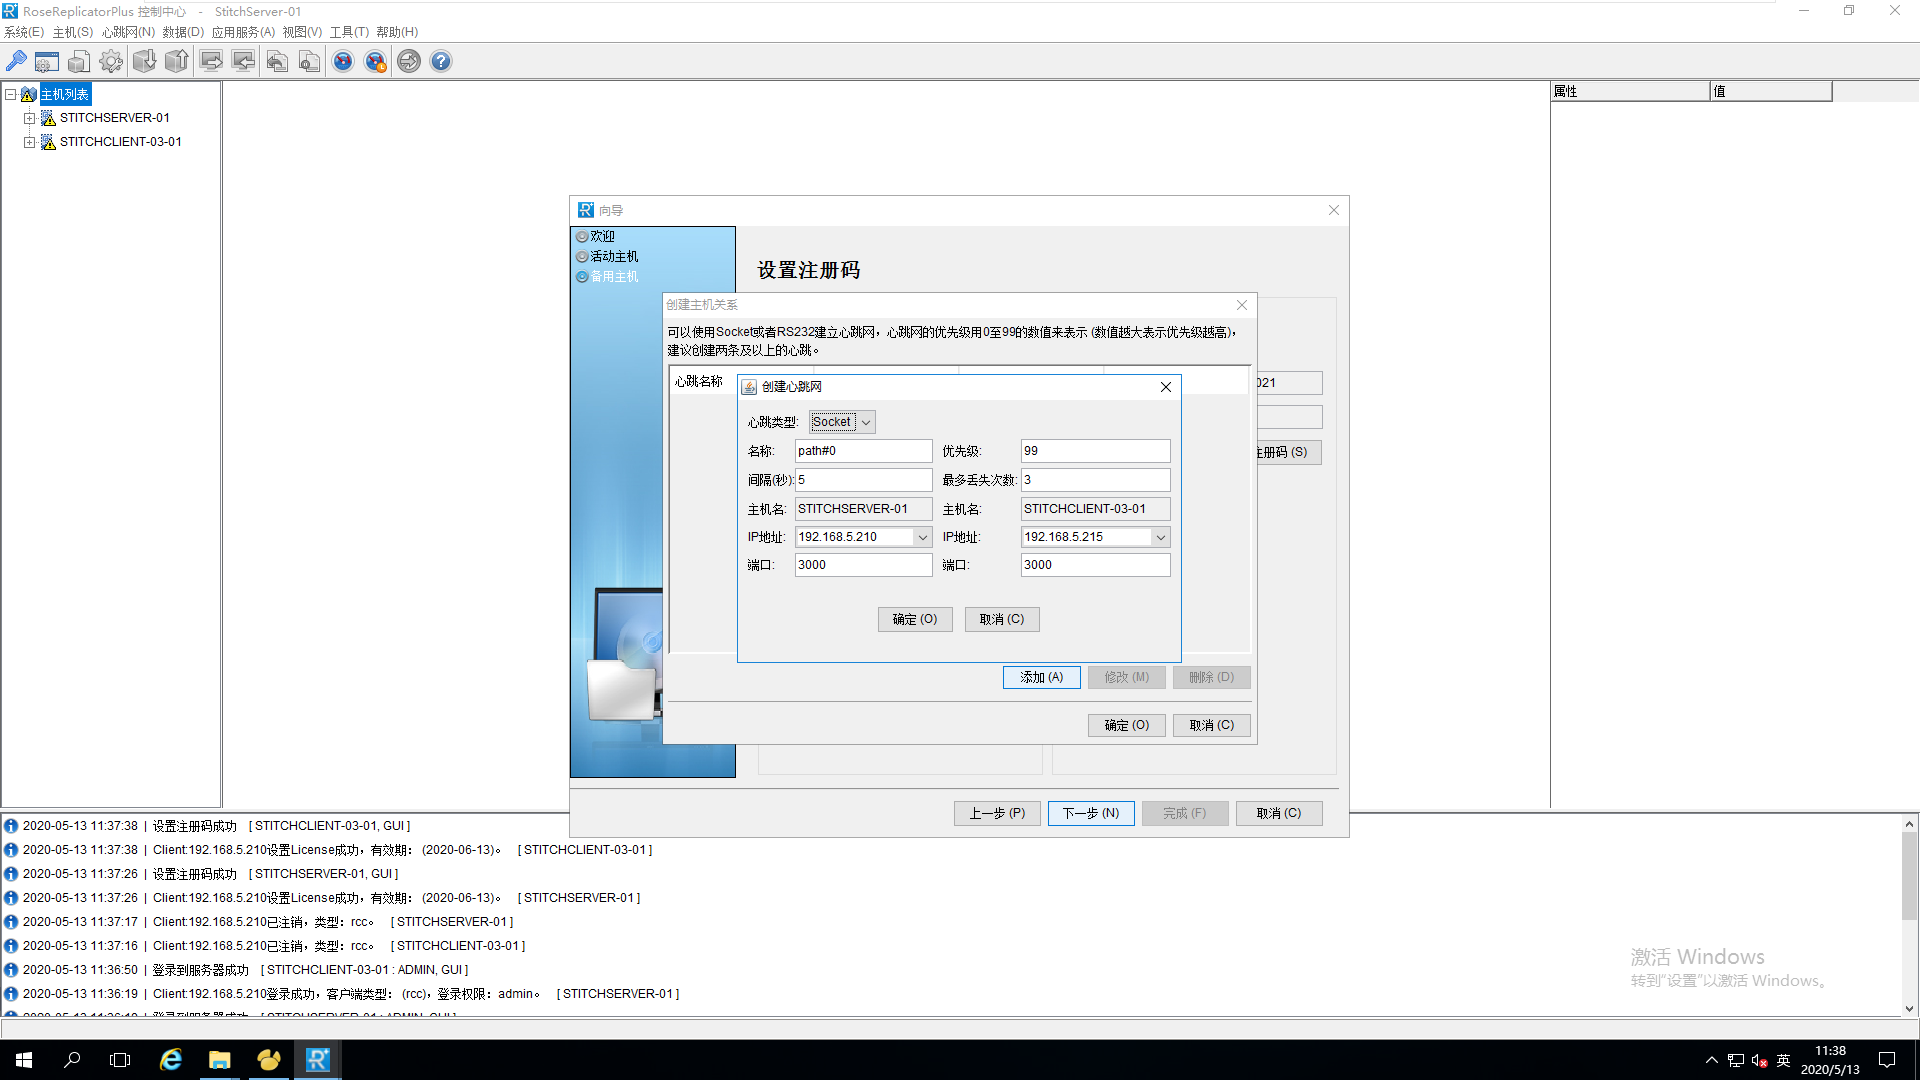 RoseReplicatorPlus 控制中心 - StitchServer-01
系统(E) 主机(S) 心跳网(N) 数据(D) 应用服务(A) 视图(V) 工具(T) 帮助(H)
主机列表
STITCHSERVER-01
STITCHCLIENT-03-01
属性 值
向导
欢迎
活动主机
备用主机
设置注册码
021
注册码 (S)
创建主机关系
可以使用Socket或者RS232建立心跳网，心跳网的优先级用0至99的数值来表示 (数值越大表示优先级越高)，
建议创建两条及以上的心跳。
心跳名称
创建心跳网
心跳类型: Socket
名称: path#0 优先级: 99
间隔(秒): 5 最多丢失次数: 3
主机名: STITCHSERVER-01 主机名: STITCHCLIENT-03-01
IP地址: 192.168.5.210 IP地址: 192.168.5.215
端口: 3000 端口: 3000
确定 (O) 取消 (C)
添加 (A) 修改 (M) 删除 (D)
确定 (O) 取消 (C)
上一步 (P) 下一步 (N) 完成 (F) 取消 (C)
2020-05-13 11:37:38 | 设置注册码成功 [ STITCHCLIENT-03-01, GUI ]
2020-05-13 11:37:38 | Client:192.168.5.210设置License成功，有效期： (2020-06-13)。 [ STITCHCLIENT-03-01 ]
2020-05-13 11:37:26 | 设置注册码成功 [ STITCHSERVER-01, GUI ]
2020-05-13 11:37:26 | Client:192.168.5.210设置License成功，有效期： (2020-06-13)。 [ STITCHSERVER-01 ]
2020-05-13 11:37:17 | Client:192.168.5.210已注销，类型：rcc。 [ STITCHSERVER-01 ]
2020-05-13 11:37:16 | Client:192.168.5.210已注销，类型：rcc。 [ STITCHCLIENT-03-01 ]
2020-05-13 11:36:50 | 登录到服务器成功 [ STITCHCLIENT-03-01 : ADMIN, GUI ]
2020-05-13 11:36:19 | Client:192.168.5.210登录成功，客户端类型： (rcc)，登录权限：admin。 [ STITCHSERVER-01 ]
2020-05-13 11:36:19 | 登录到服务器成功 [ STITCHSERVER-01 : ADMIN, GUI ]
激活 Windows
转到"设置"以激活 Windows。
英
11:38
2020/5/13